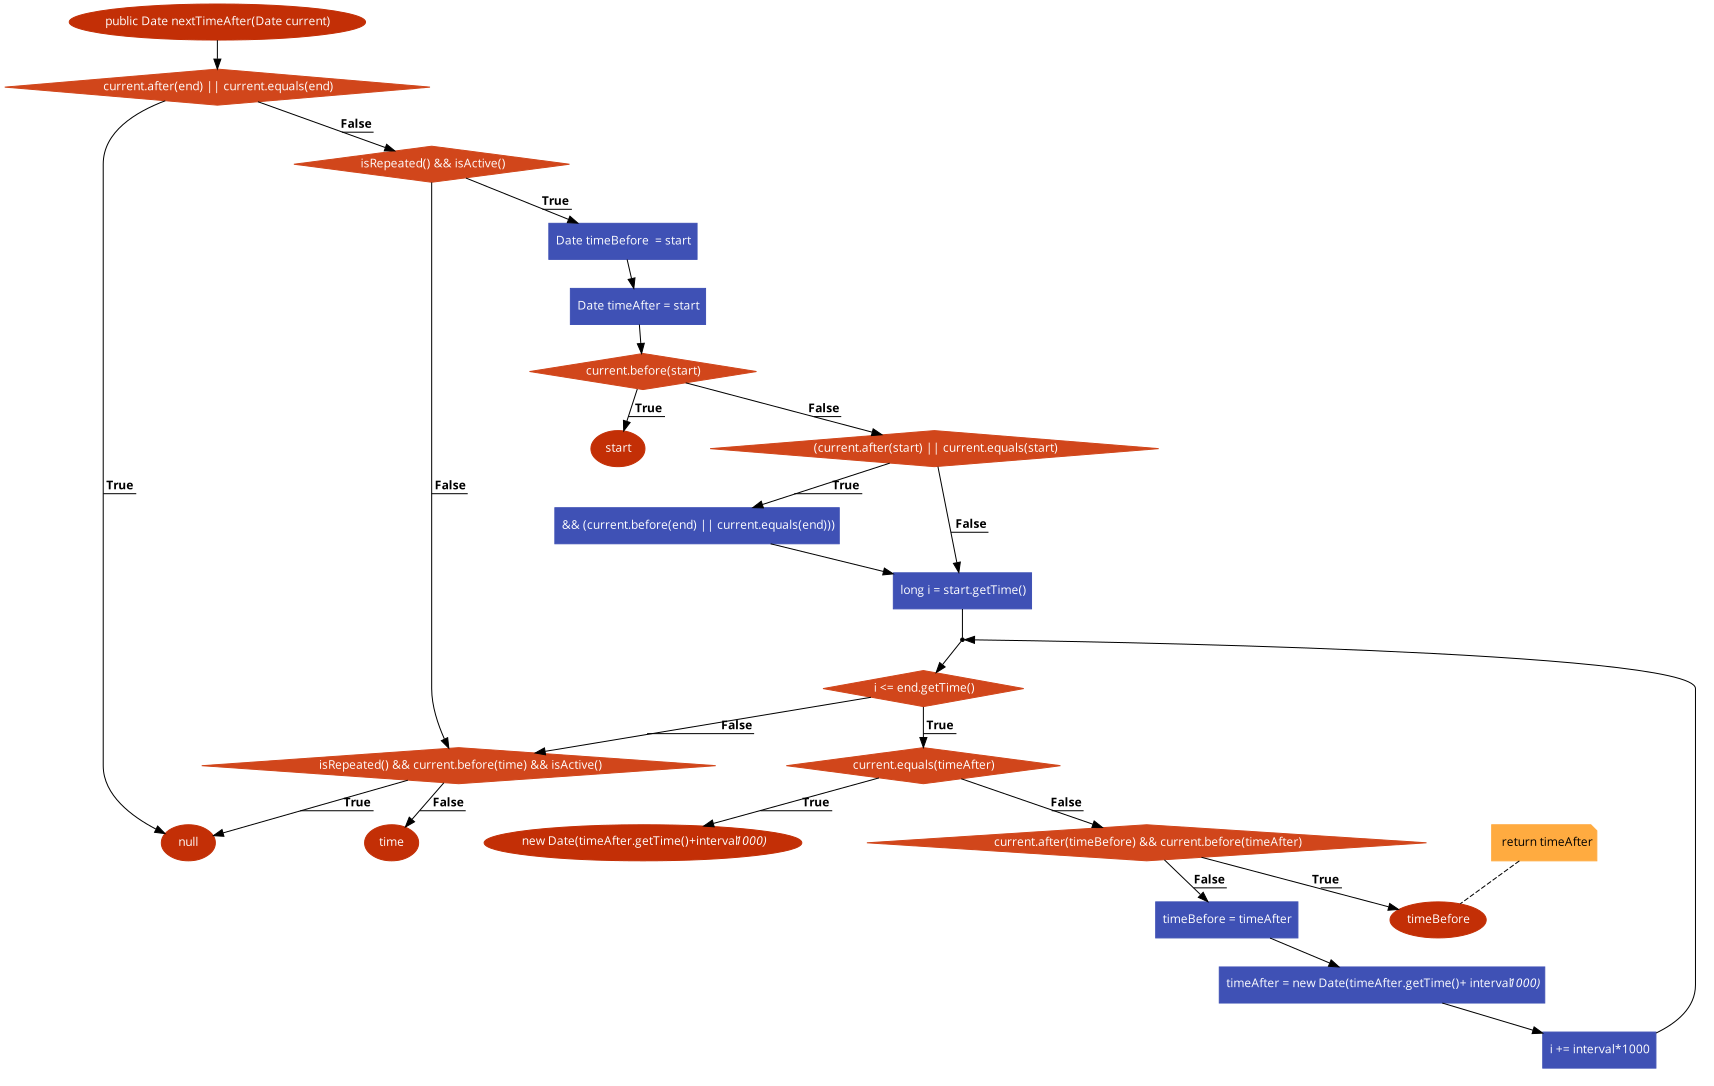 public Date nextTimeAfter(Date current)
current.after(end) || current.equals(end)
False
isRepeated() && isActive()
True
Date timeBefore  = start
Date timeAfter = start
current.before(start)
True
False
start
(current.after(start) || current.equals(start)
True
False
True
&& (current.before(end) || current.equals(end)))
False
long i = start.getTime()
i <= end.getTime()
False
True
isRepeated() && current.before(time) && isActive()
current.equals(timeAfter)
True
False
True
False
null
time
new Date(timeAfter.getTime()+interval1000)
current.after(timeBefore) && current.before(timeAfter)
return timeAfter
False
True
timeBefore = timeAfter
timeBefore
timeAfter = new Date(timeAfter.getTime()+ interval1000)
i += interval*1000